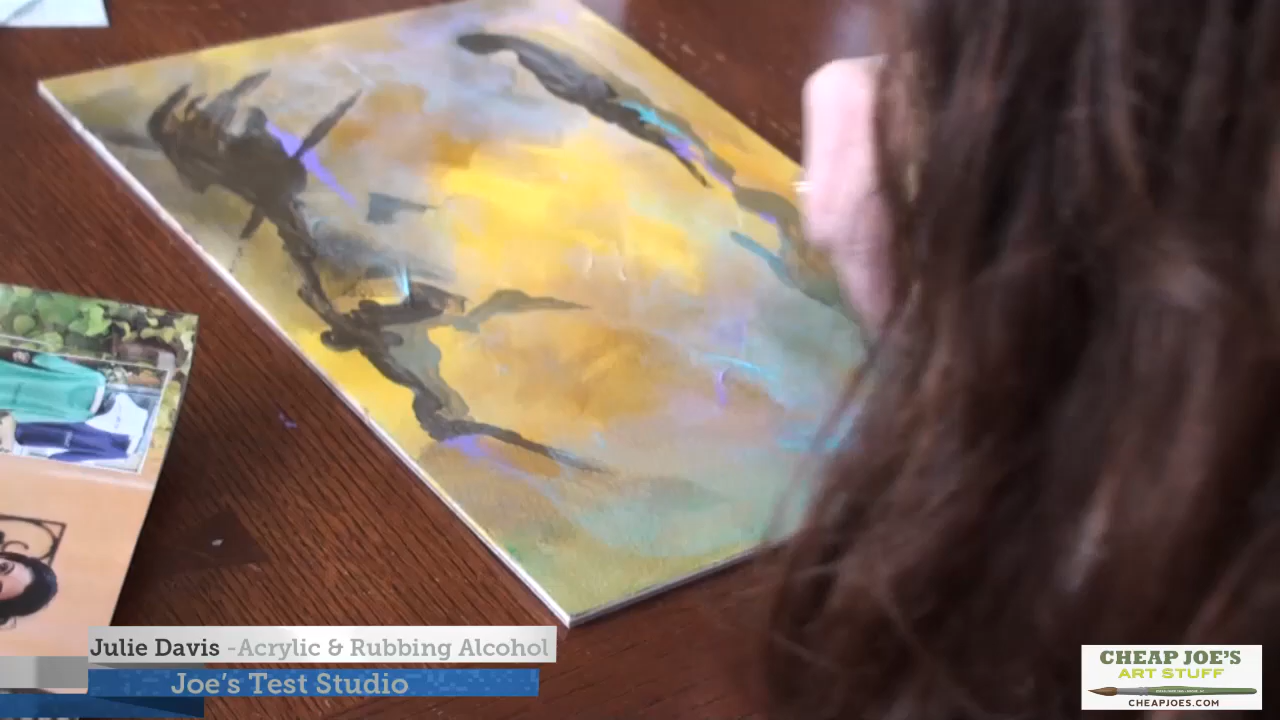 Julie Davis -Acrylic & Rubbing Alcohol
Joe's Test Studio
CHEAP JOE'S
ART STUFF
CHEAPJOES.COM